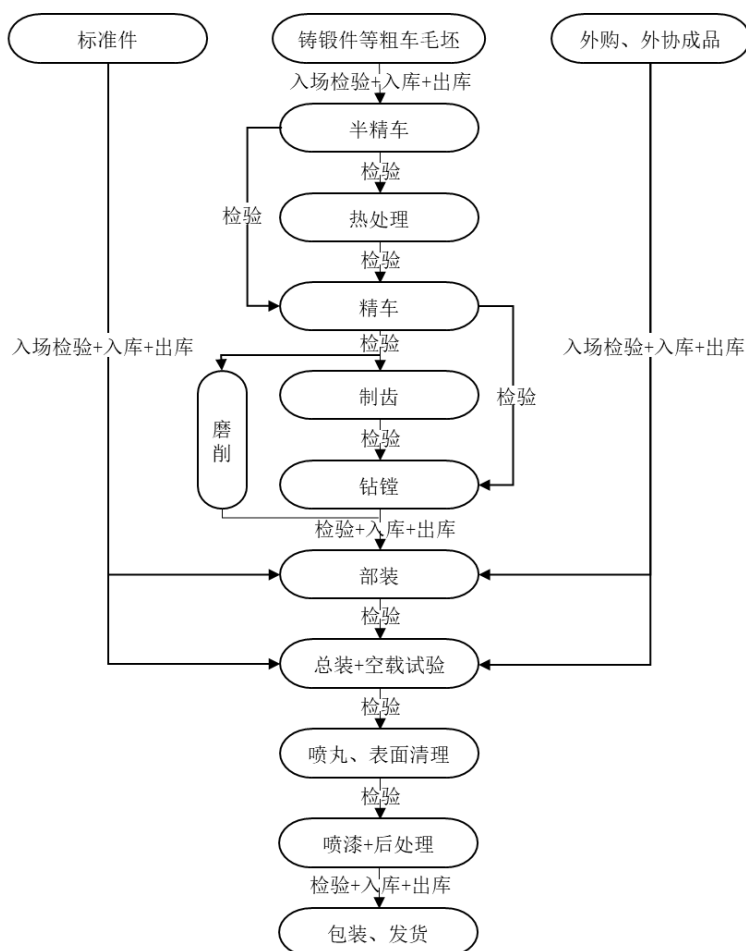 标准件
铸锻件等粗车毛坯
外购、外协成品
入场检验+入库+出库
半精车
检验
检验
热处理
检验
精车
入场检验+入库+出库
检验
入场检验+入库+出库
磨削
制齿
检验
检验
钻镗
检验+入库+出库
部装
检验
总装+空载试验
检验
喷丸、表面清理
检验
喷漆+后处理
检验+入库+出库
包装、发货